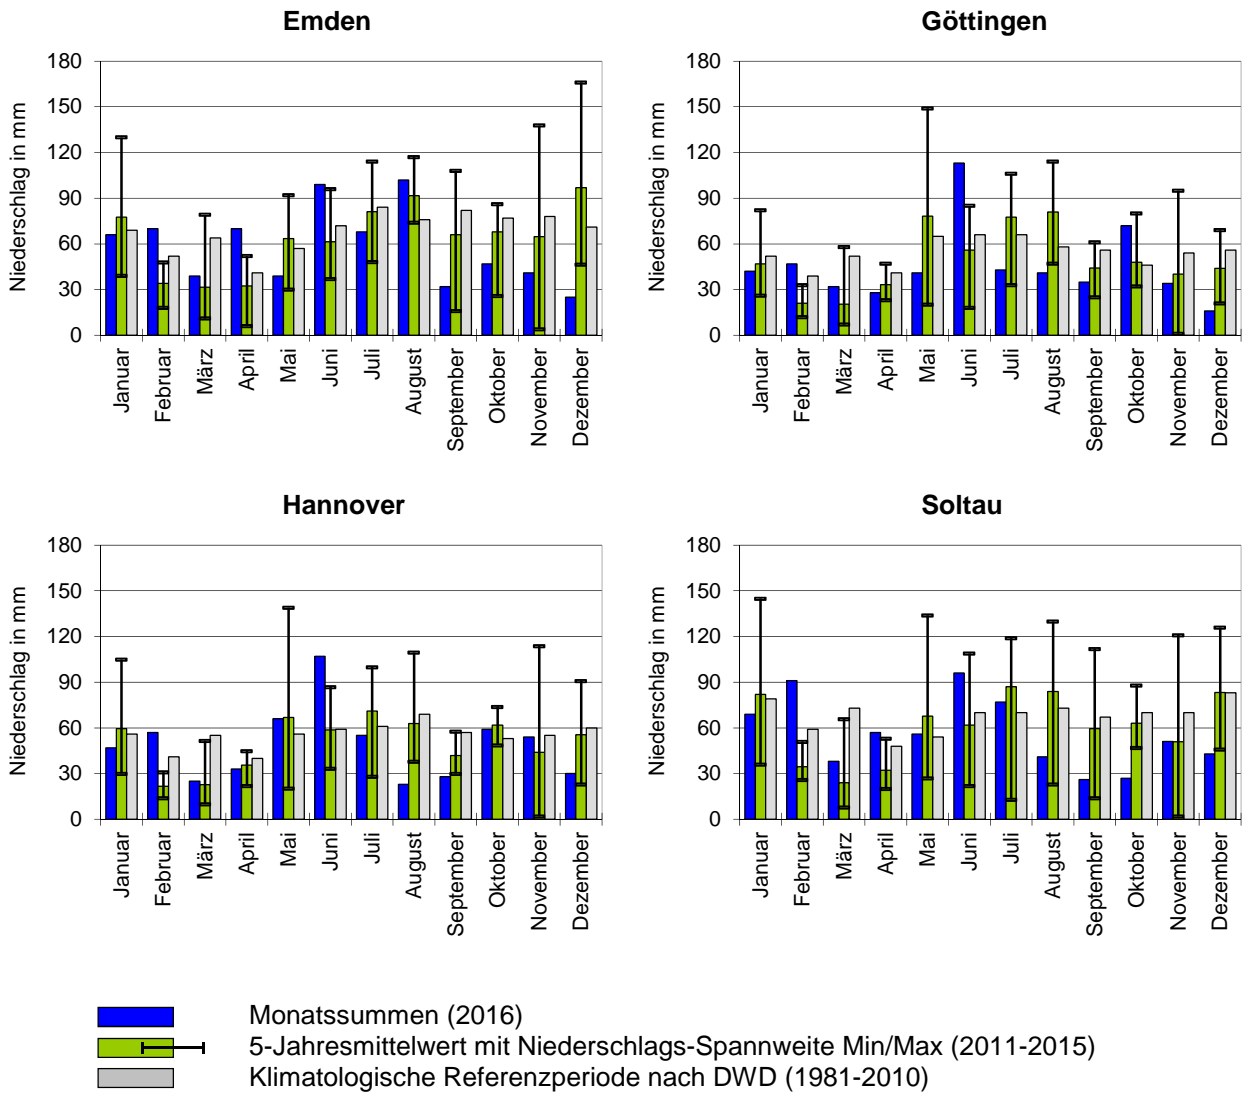 Emden
Niederschlag in mm
180
150
120
90
60
30
0
Januar
Februar
März
April
Mai
Juni
Juli
August
September
Oktober
November
Dezember
Göttingen
Niederschlag in mm
180
150
120
90
60
30
0
Januar
Februar
März
April
Mai
Juni
Juli
August
September
Oktober
November
Dezember
Hannover
Niederschlag in mm
180
150
120
90
60
30
0
Januar
Februar
März
April
Mai
Juni
Juli
August
September
Oktober
November
Dezember
Soltau
Niederschlag in mm
180
150
120
90
60
30
0
Januar
Februar
März
April
Mai
Juni
Juli
August
September
Oktober
November
Dezember
Monatssummen (2016)
5-Jahresmittelwert mit Niederschlags-Spannweite Min/Max (2011-2015)
Klimatologische Referenzperiode nach DWD (1981-2010)